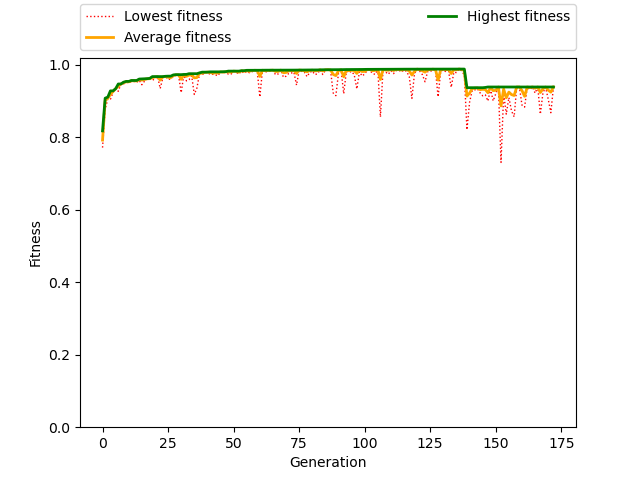 Lowest fitness
Average fitness
Highest fitness
1.0
0.8
0.6
0.4
0.2
0.0
Fitness
0 25 50 75 100 125 150 175
Generation